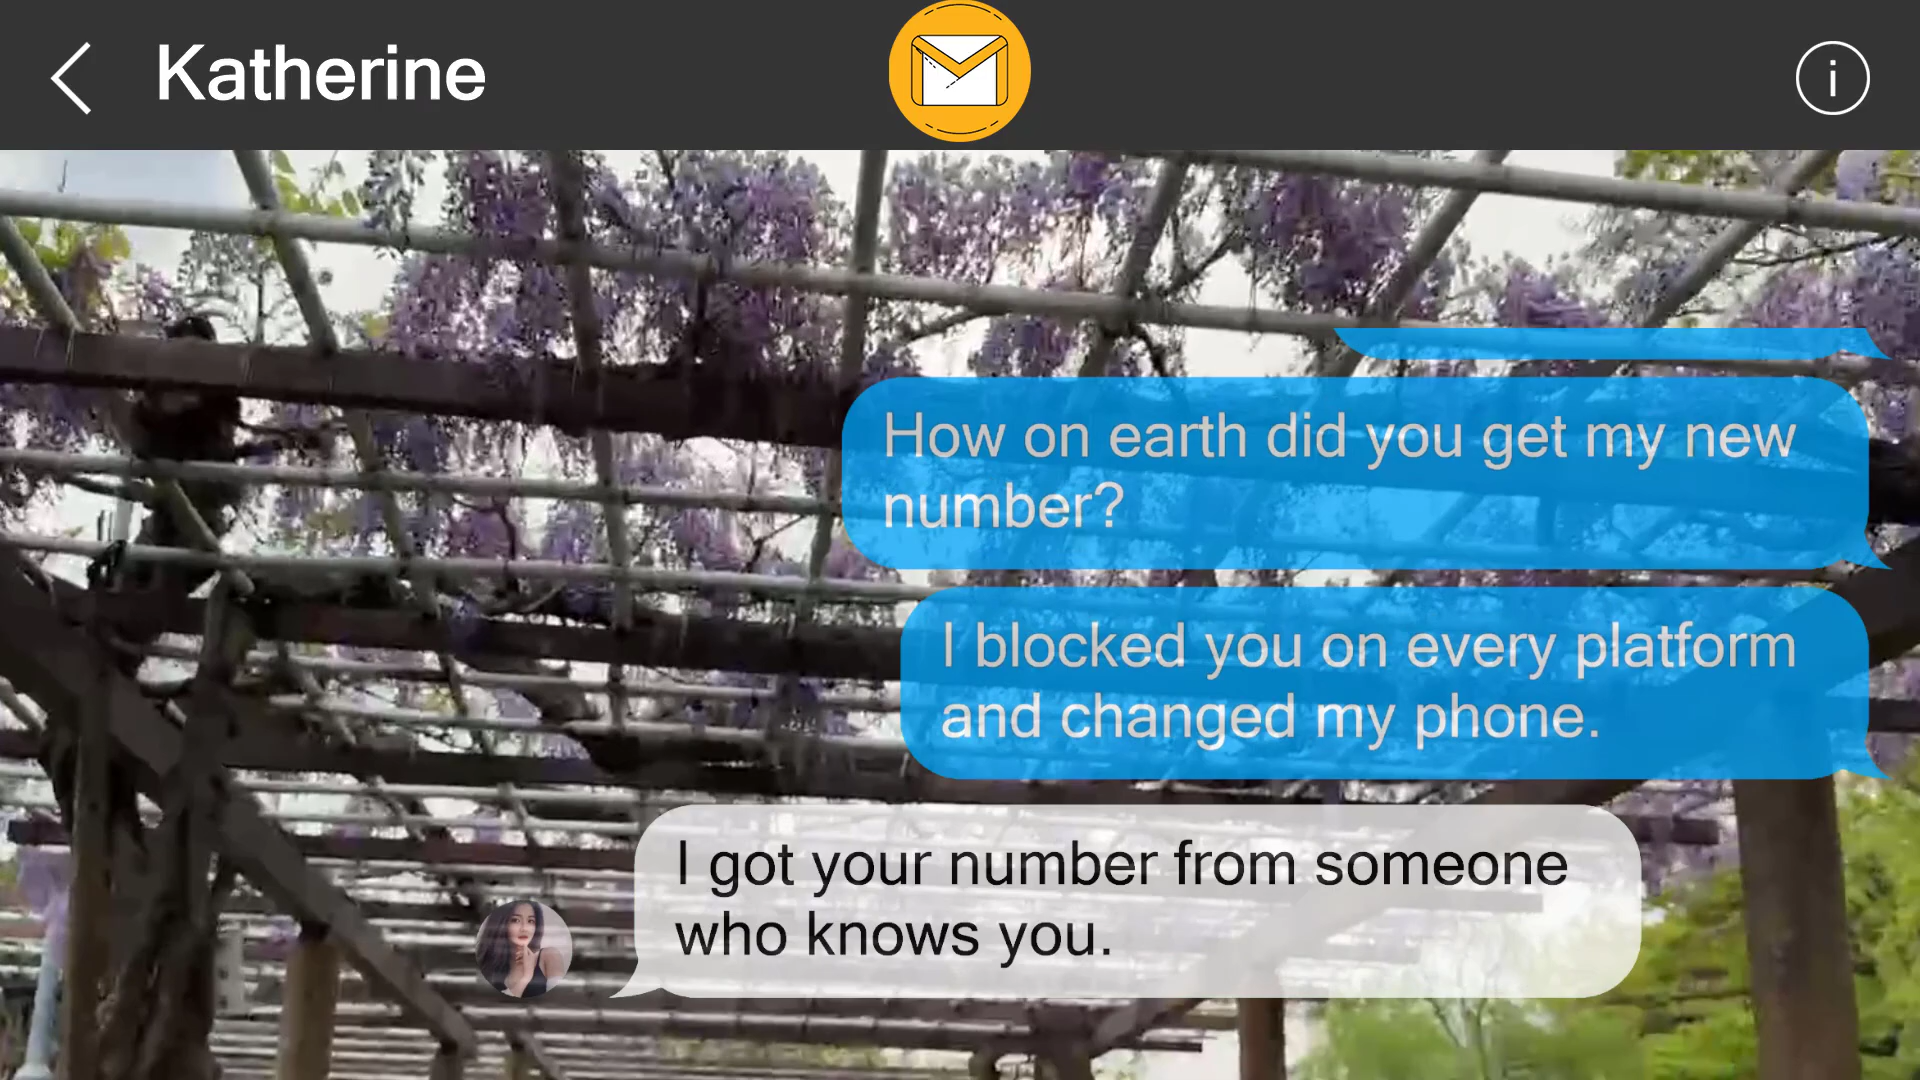 Katherine
How on earth did you get my new
number?
I blocked you on every platform
and changed my phone.
I got your number from someone
who knows you.